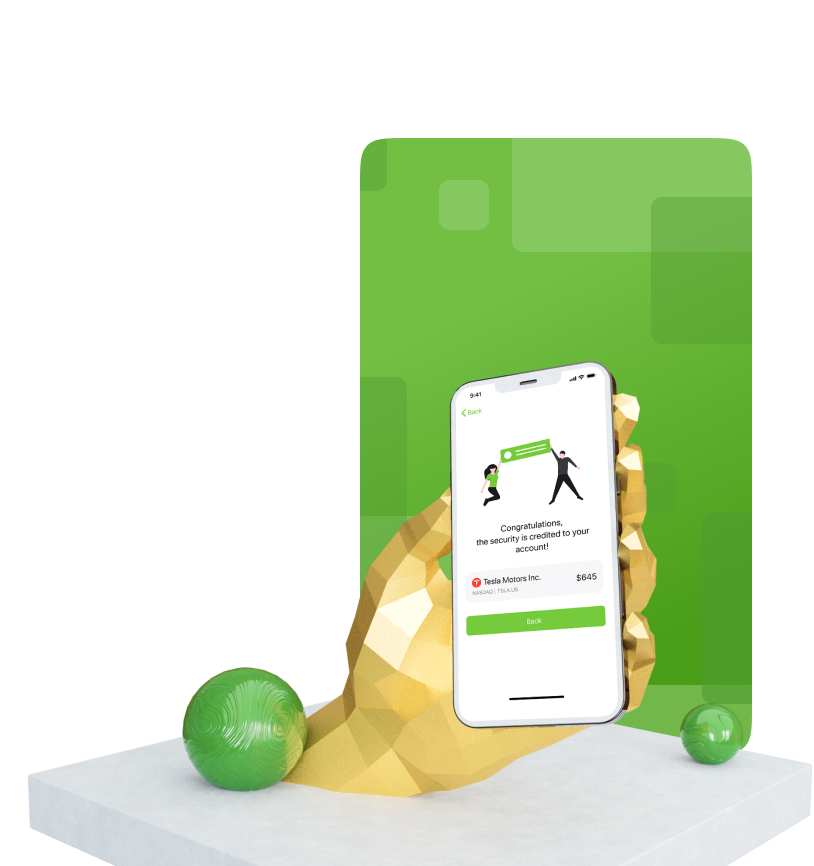 9:41
Back
Congratulations,
the security is credited to your
account!
Tesla Motors Inc.
$645
NASDAQ | TSLA.US
Back